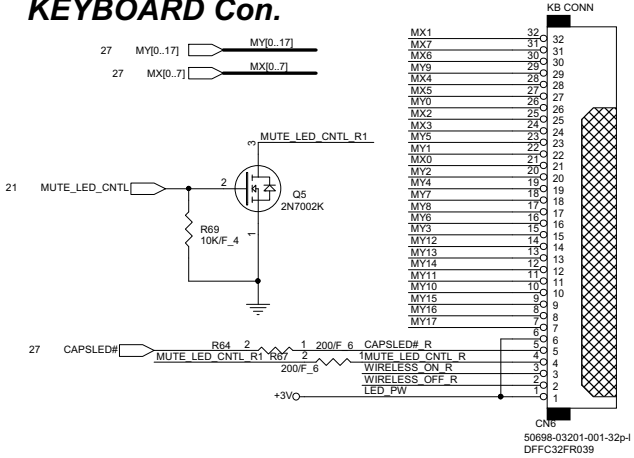 KEYBOARD Con.
KB CONN
27 MY[0..17] MY[0..17]
27 MX[0..7] MX[0..7]
3 MUTE_LED_CNTL_R1
21 MUTE_LED_CNTL 2
Q5
2N7002K
1
R69
10K/F_4
MX1 32 32
MX7 31 31
MX6 30 30
MY9 29 29
MX4 28 28
MX5 27 27
MY0 26 26
MX2 25 25
MX3 24 24
MY5 23 23
MY1 22 22
MX0 21 21
MY2 20 20
MY4 19 19
MY7 18 18
MY8 17 17
MY6 16 16
MY3 15 15
MY12 14 14
MY13 13 13
MY14 12 12
MY11 11 11
MY10 10 10
MY15 9 9
MY16 8 8
MY17 7 7
6 6
27 CAPSLED# R64 2 1 200/F_6 CAPSLED#_R 5 5
MUTE_LED_CNTL_R1 R67 2 1 MUTE_LED_CNTL_R 4 4
200/F_6 WIRELESS_ON_R 3 3
WIRELESS_OFF_R 2 2
+3VO LED_PW 1 1
CN6
50698-03201-001-32p-l
DFFC32FR039